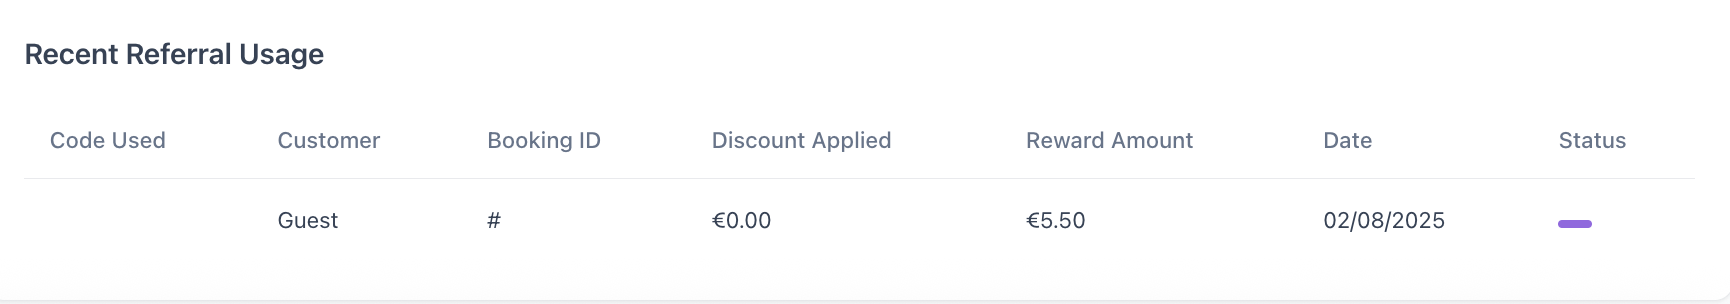 Recent Referral Usage
Code Used Customer Booking ID Discount Applied Reward Amount Date Status
Guest # €0.00 €5.50 02/08/2025